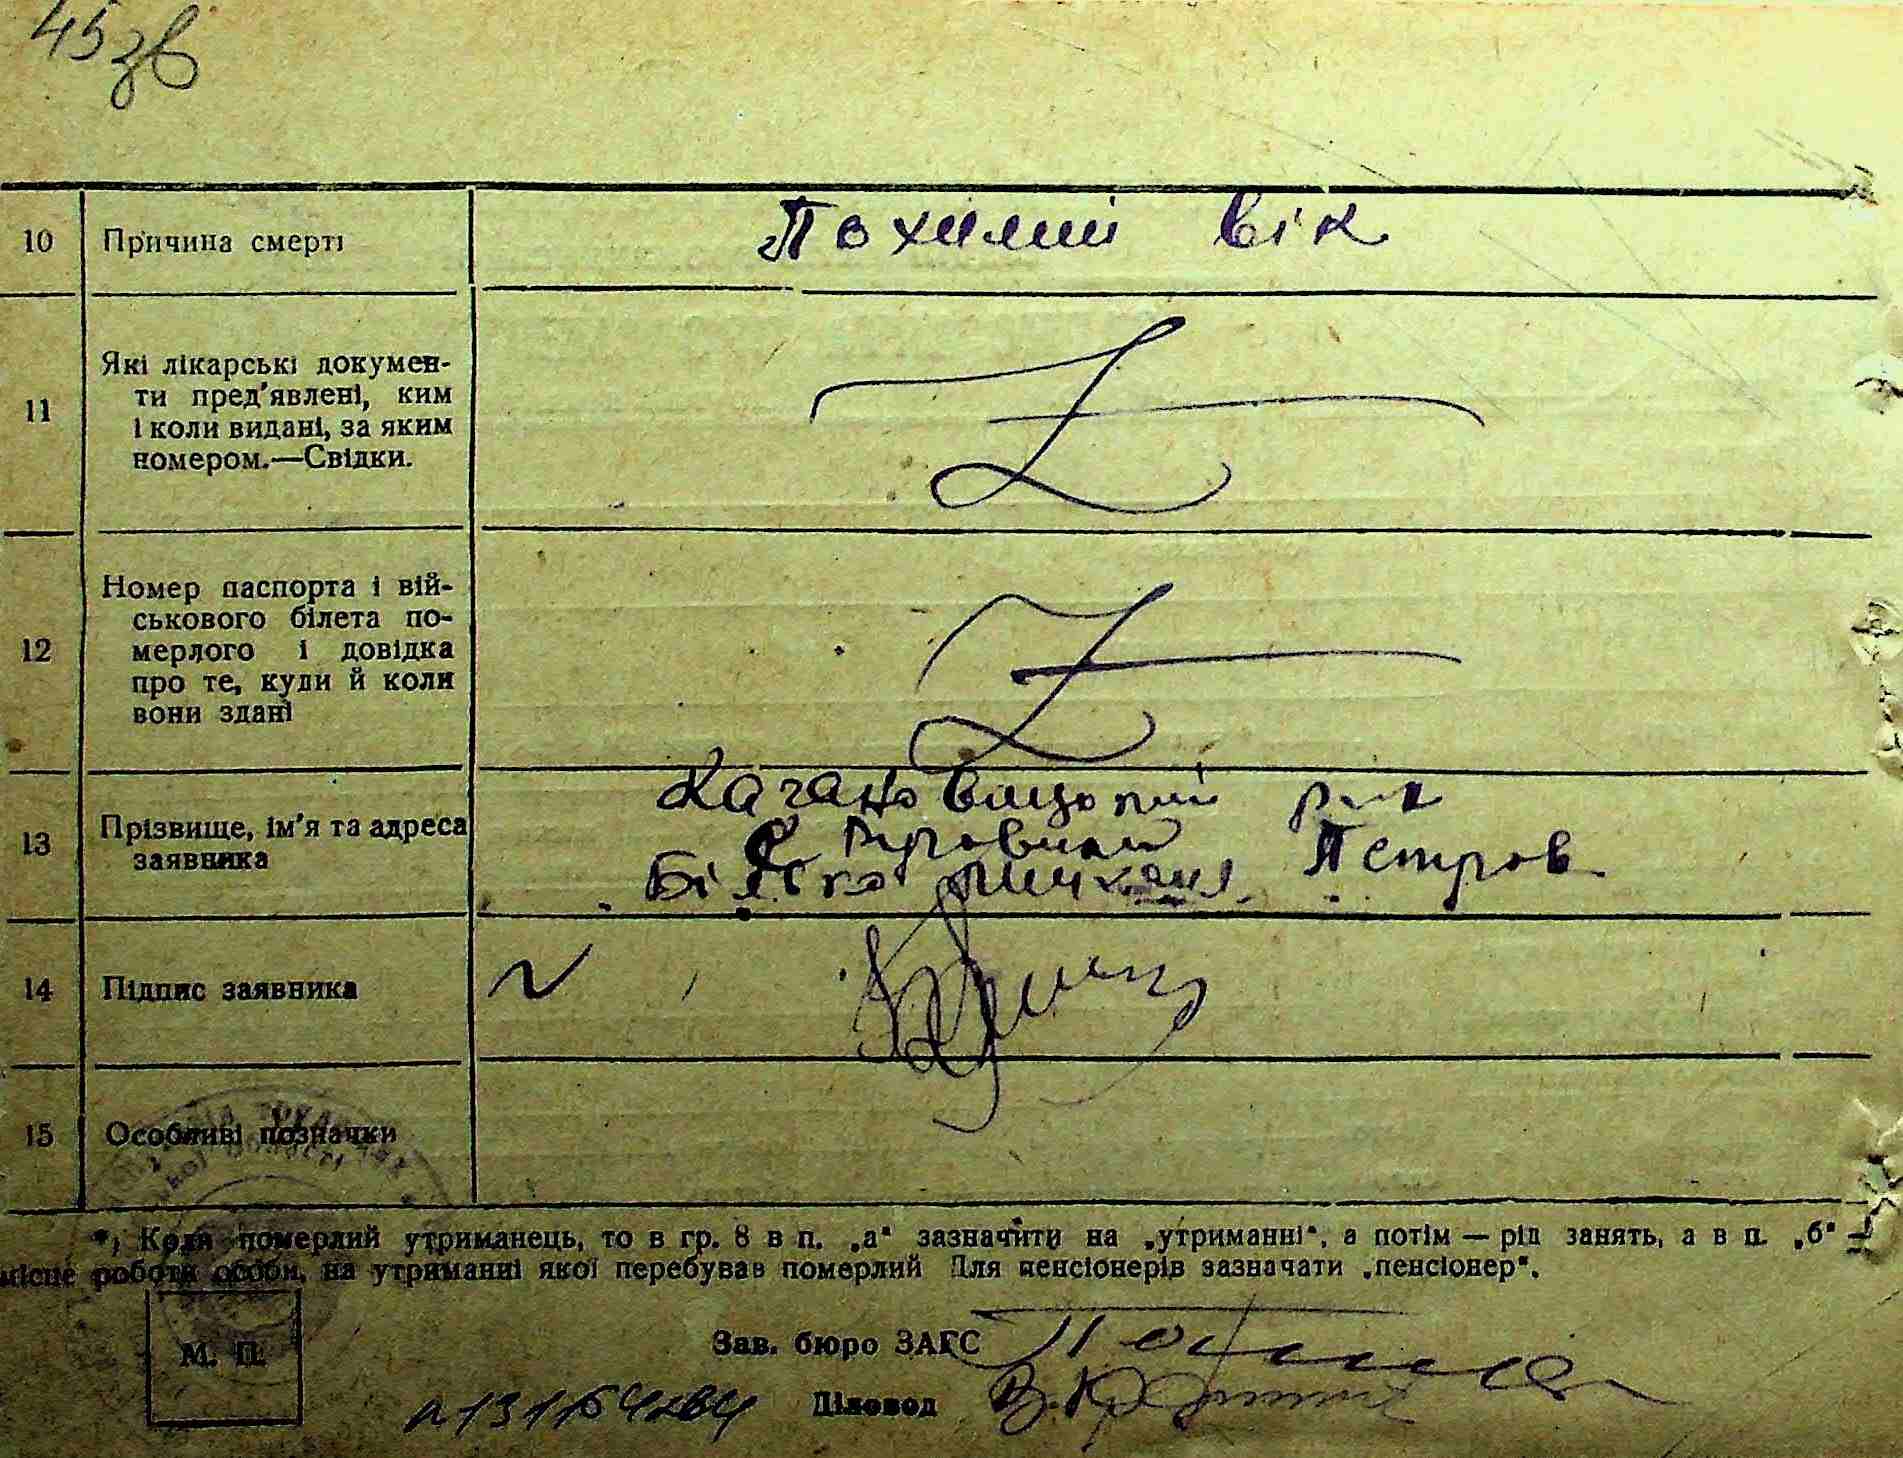 45зв
10 Причина смерті Похилий вік
11 Які лікарські докумен-
ти пред'явлені, ким
і коли видані, за яким
номером.—Свідки.
12 Номер паспорта і вій-
ськового білета по-
мерлого і довідка
про те, куди й коли
вони здані
13 Прізвище, ім'я та адреса
заявника
Петров
14 Підпис заявника
15 Особливі позначки
*) Коли померлий утриманець, то в гр. 8 в п. „а“ зазначити на „утриманні“, а потім — рід занять, а в п. „б“ —
місце роботи особи, на утриманні якої перебував померлий Для пенсіонерів зазначати „пенсіонер“.
М. П.
Зав. бюро ЗАГС
Діловод